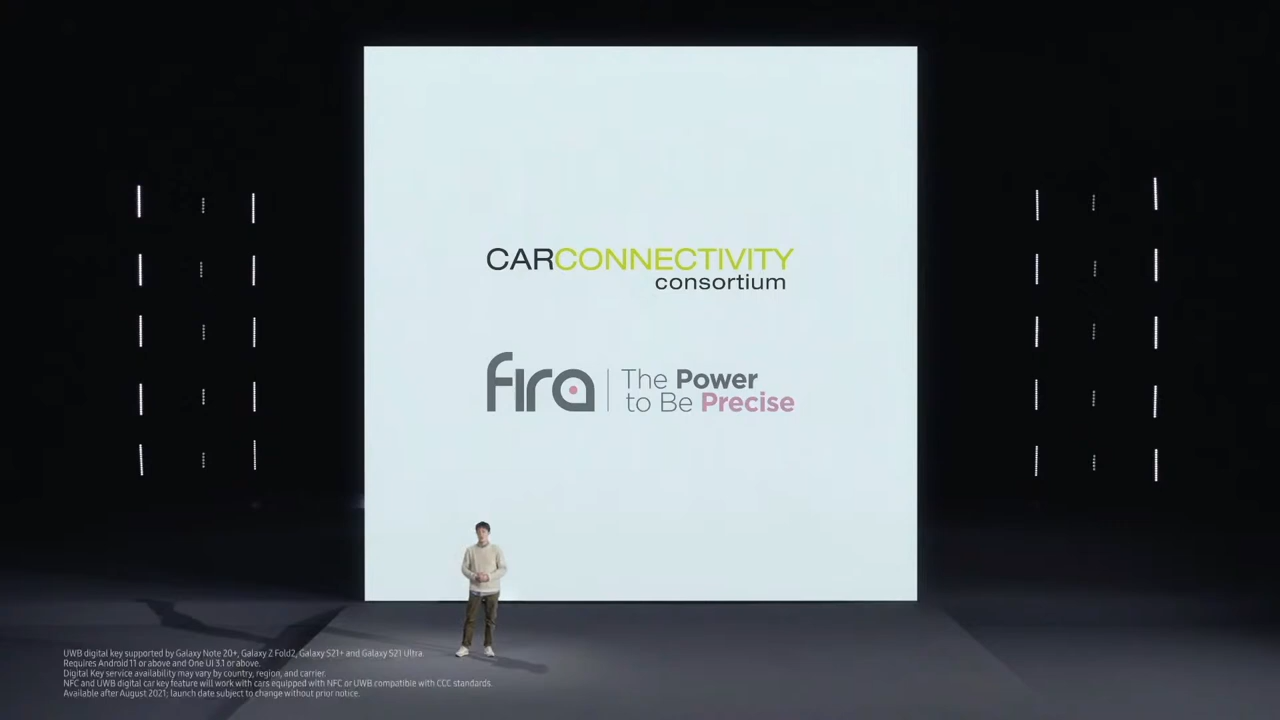 CARCONNECTIVITY
consortium
fira
The Power
to Be Precise
UWB digital key supported by Galaxy Note 20+, Galaxy Z Fold2, Galaxy S21+ and Galaxy S21 Ultra.
Requires Android 11 or above and One UI 3.1 or above.
Digital Key service availability may vary by country, region, and carrier.
NFC and UWB digital car key feature will work with cars equipped with NFC or UWB compatible with CCC standards.
Available after August 2021; launch date subject to change without prior notice.